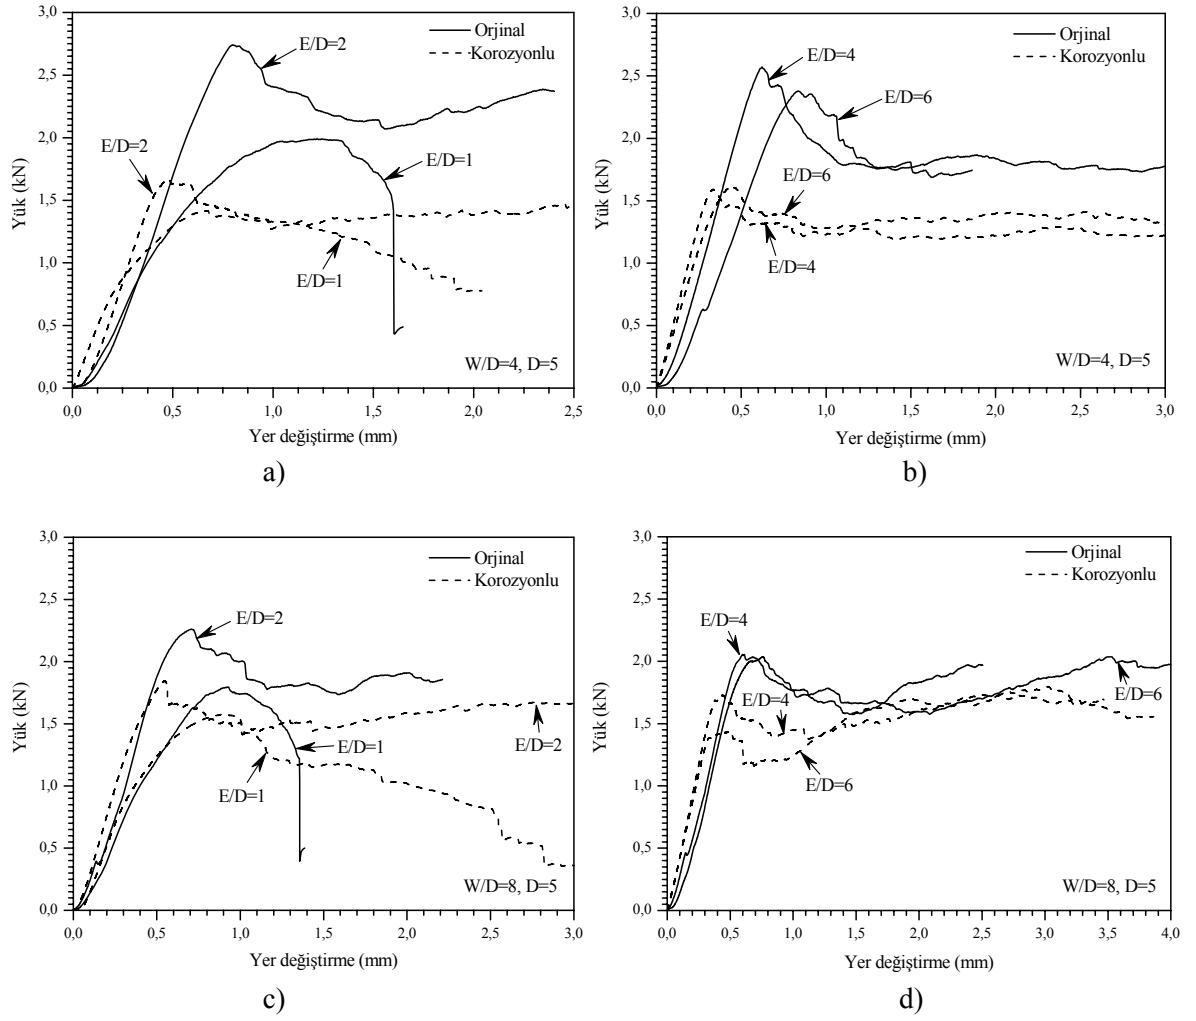 3,0
2,5
2,0
1,5
1,0
0,5
0,0
Yük (kN)
Orjinal
Korozyonlu
E/D=2
E/D=2
E/D=1
E/D=1
W/D=4, D=5
0,0 0,5 1,0 1,5 2,0 2,5
Yer değiştirme (mm)
a)
3,0
2,5
2,0
1,5
1,0
0,5
0,0
Yük (kN)
Orjinal
Korozyonlu
E/D=4
E/D=6
E/D=6
E/D=4
W/D=4, D=5
0,0 0,5 1,0 1,5 2,0 2,5 3,0
Yer değiştirme (mm)
b)
3,0
2,5
2,0
1,5
1,0
0,5
0,0
Yük (kN)
Orjinal
Korozyonlu
E/D=2
E/D=2
E/D=1
E/D=1
W/D=8, D=5
0,0 0,5 1,0 1,5 2,0 2,5 3,0
Yer değiştirme (mm)
c)
3,0
2,5
2,0
1,5
1,0
0,5
0,0
Yük (kN)
Orjinal
Korozyonlu
E/D=4
E/D=4
E/D=6
E/D=6
W/D=8, D=5
0,0 0,5 1,0 1,5 2,0 2,5 3,0 3,5 4,0
Yer değiştirme (mm)
d)